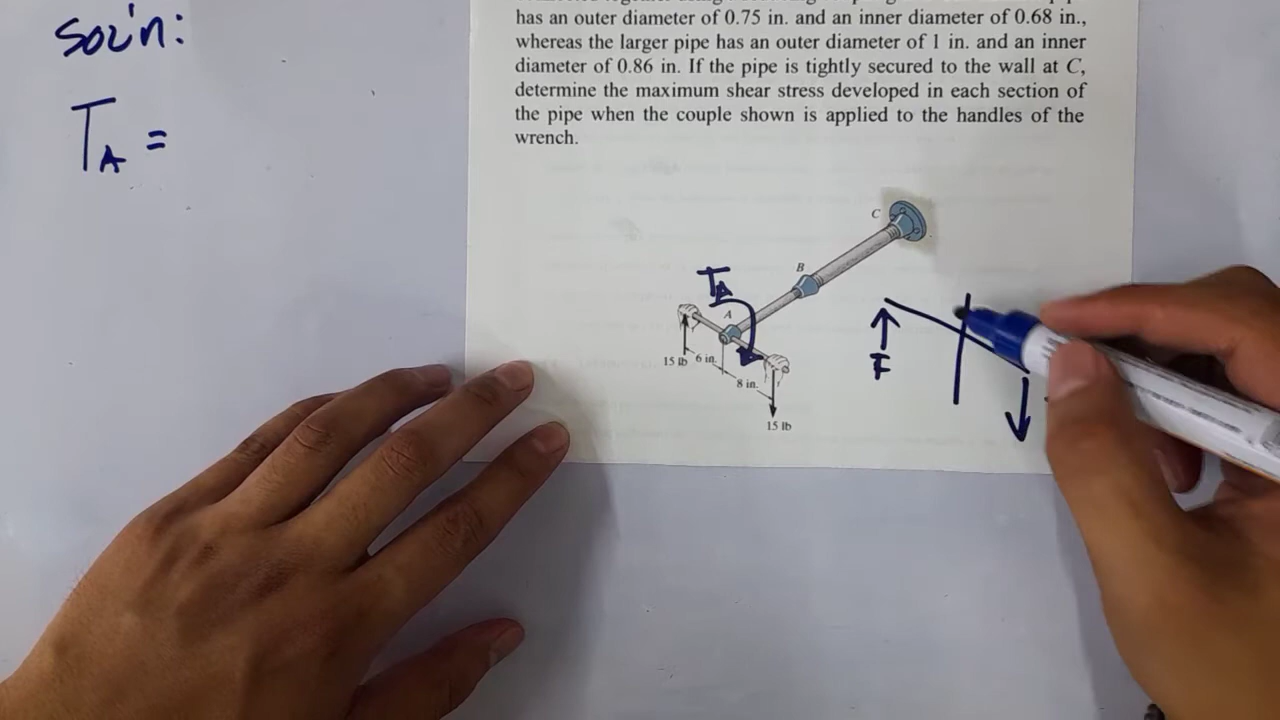 Sol'n:
T_A =
has an outer diameter of 0.75 in. and an inner diameter of 0.68 in.,
whereas the larger pipe has an outer diameter of 1 in. and an inner
diameter of 0.86 in. If the pipe is tightly secured to the wall at C,
determine the maximum shear stress developed in each section of
the pipe when the couple shown is applied to the handles of the
wrench.
C
B
T_A
A
15 lb
6 in.
8 in.
15 lb
F